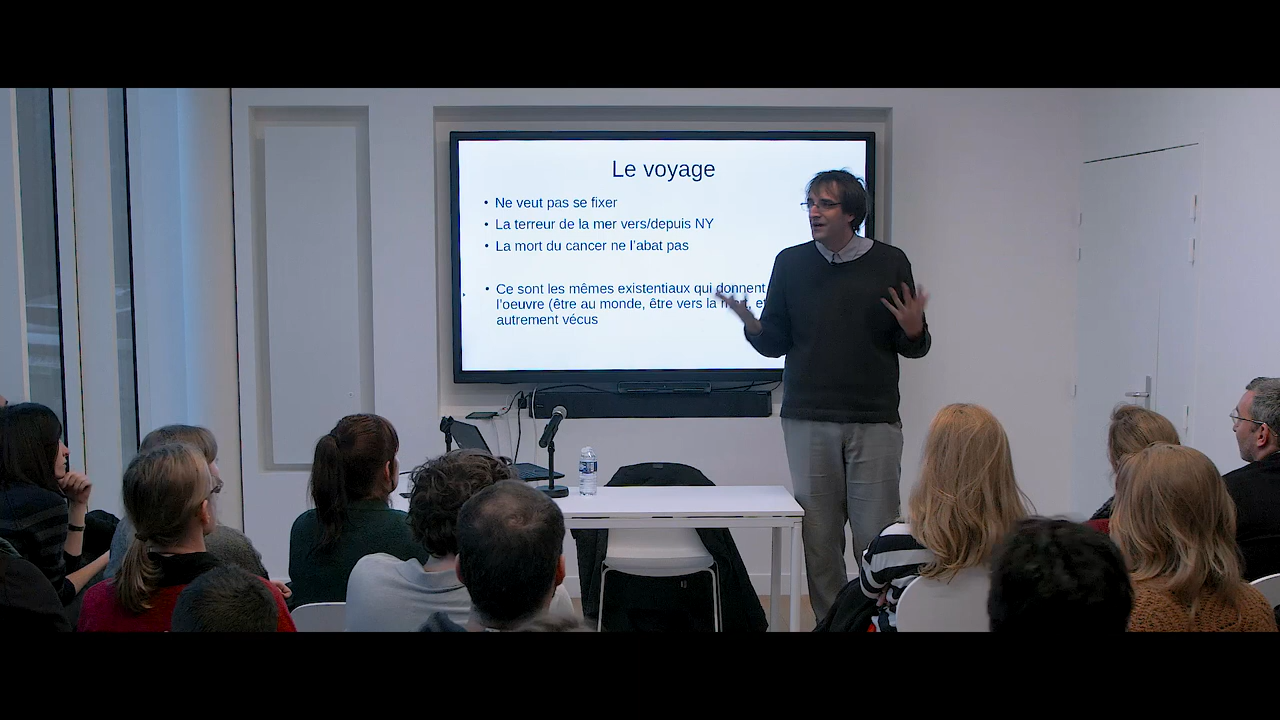 Le voyage
• Ne veut pas se fixer
• La terreur de la mer vers/depuis NY
• La mort du cancer ne l'abat pas
• Ce sont les mêmes existentiaux qui donnent
l'oeuvre (être au monde, être vers la mort, et
autrement vécus